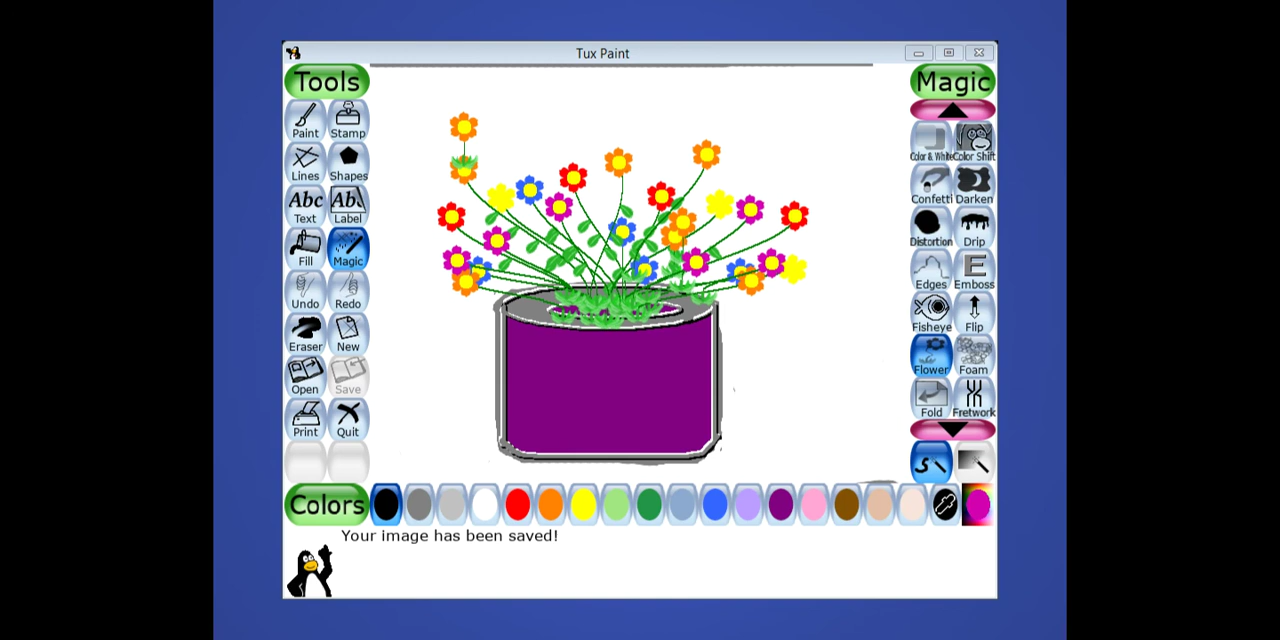 Tux Paint
Tools
Magic
Paint Stamp
Lines Shapes
Abc Abc
Text Label
Fill Magic
Undo Redo
Eraser New
Open Save
Print Quit
Color & White Color Shift
Confetti Darken
Distortion Drip
E
Edges Emboss
Fisheye Flip
Flower Foam
Fold Fretwork
S
Colors
Your image has been saved!